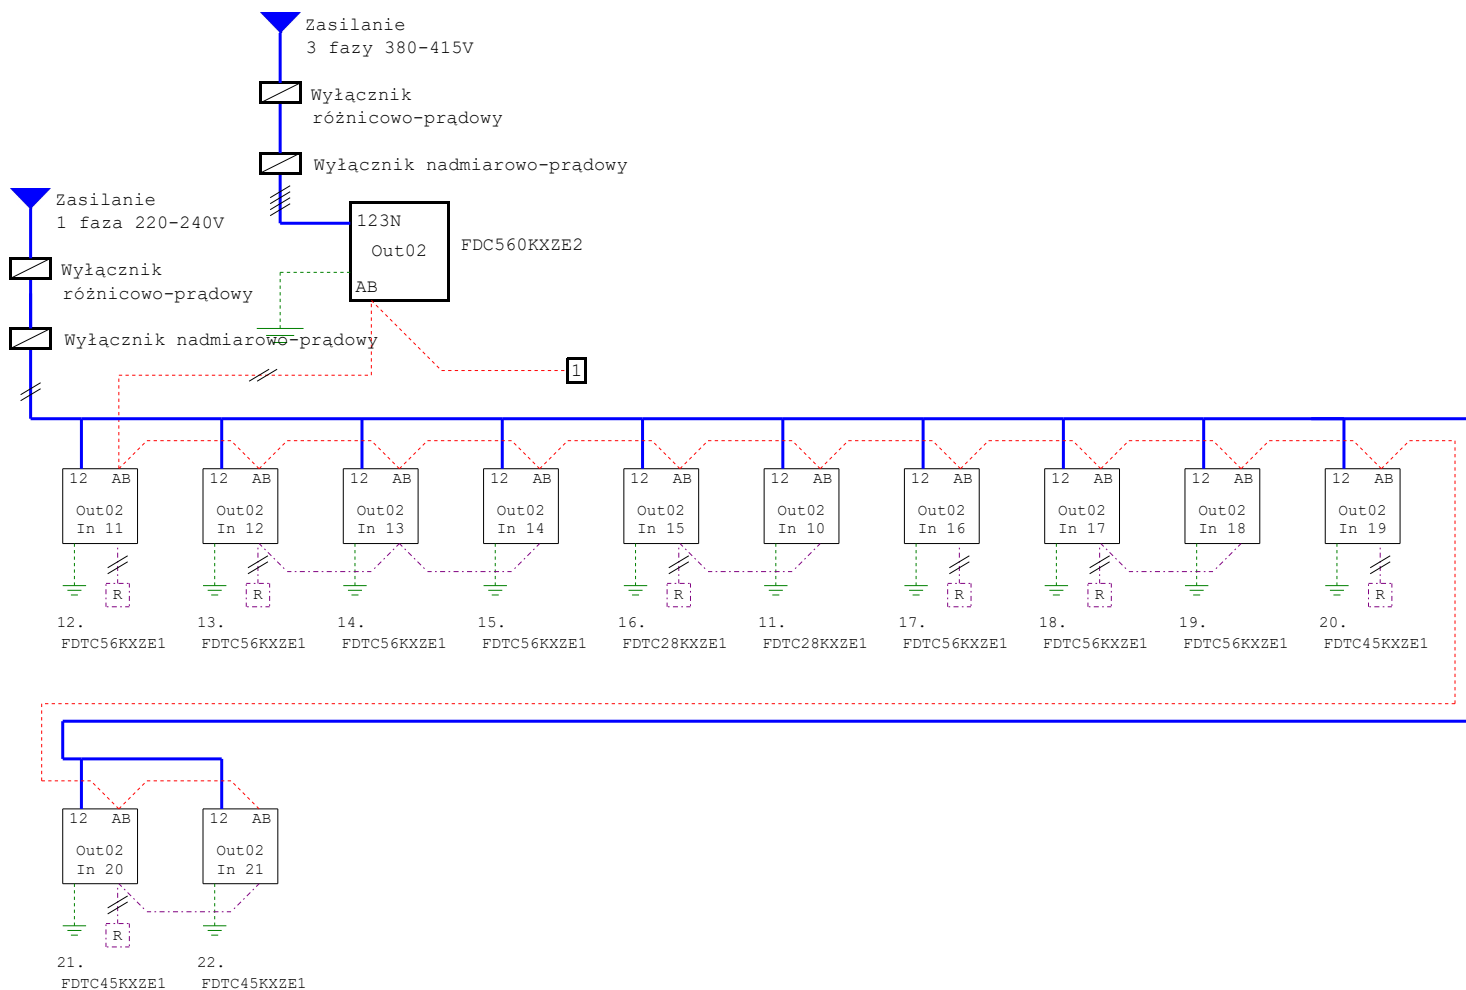 Zasilanie
3 fazy 380-415V
Wyłącznik
różnicowo-prądowy
Wyłącznik nadmiarowo-prądowy
Zasilanie
1 faza 220-240V
Wyłącznik
różnicowo-prądowy
Wyłącznik nadmiarowo-prądowy
123N
Out02
AB
FDC560KXZE2
1
12 AB 12 AB 12 AB 12 AB 12 AB 12 AB 12 AB 12 AB 12 AB 12 AB
Out02 Out02 Out02 Out02 Out02 Out02 Out02 Out02 Out02 Out02
In 11 In 12 In 13 In 14 In 15 In 10 In 16 In 17 In 18 In 19
R R R R R R
12. 13. 14. 15. 16. 11. 17. 18. 19. 20.
FDTC56KXZE1 FDTC56KXZE1 FDTC56KXZE1 FDTC56KXZE1 FDTC28KXZE1 FDTC28KXZE1 FDTC56KXZE1 FDTC56KXZE1 FDTC56KXZE1 FDTC45KXZE1
12 AB 12 AB
Out02 Out02
In 20 In 21
R
21. 22.
FDTC45KXZE1 FDTC45KXZE1